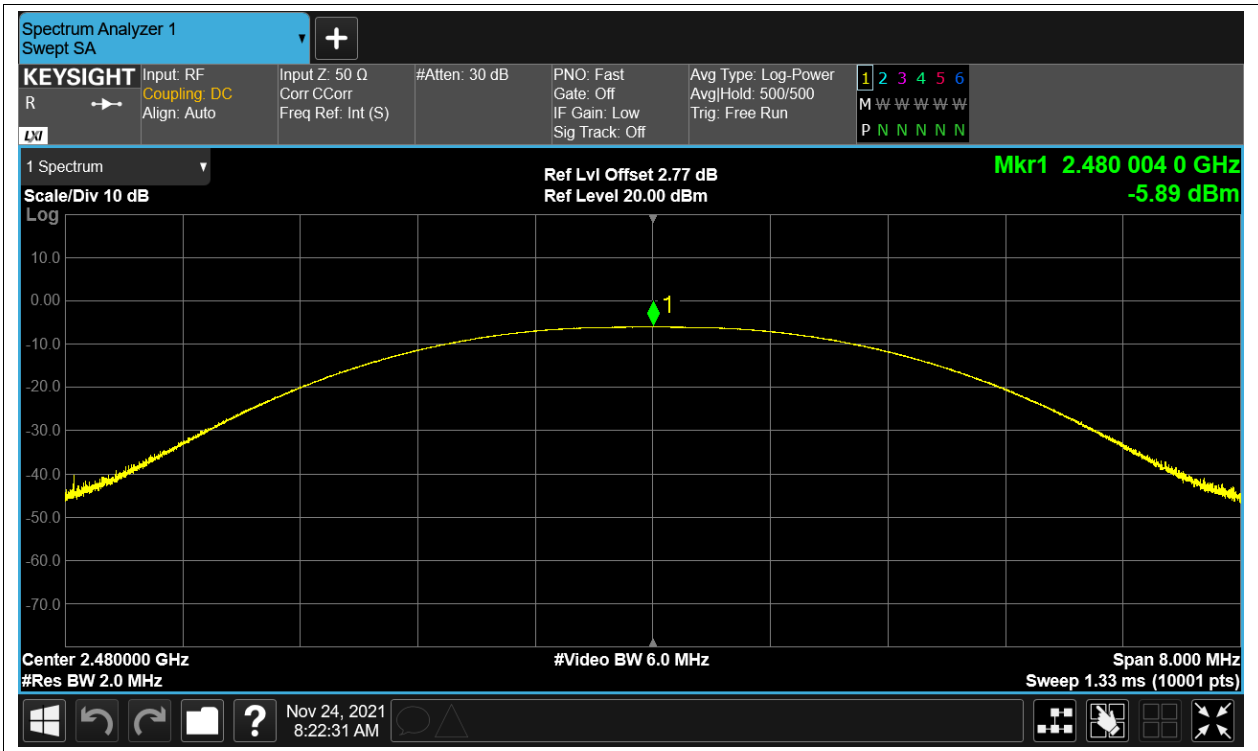 Spectrum Analyzer 1
Swept SA
KEYSIGHT
R
LXI
Input: RF
Coupling: DC
Align: Auto
Input Z: 50 Ω
Corr CCorr
Freq Ref: Int (S)
#Atten: 30 dB
PNO: Fast
Gate: Off
IF Gain: Low
Sig Track: Off
Avg Type: Log-Power
Avg|Hold: 500/500
Trig: Free Run
1 2 3 4 5 6
M W W W W W
P N N N N N
1 Spectrum
Scale/Div 10 dB
Log
Ref Lvl Offset 2.77 dB
Ref Level 20.00 dBm
Mkr1 2.480 004 0 GHz
-5.89 dBm
10.0
0.00
1
-10.0
-20.0
-30.0
-40.0
-50.0
-60.0
-70.0
Center 2.480000 GHz
#Res BW 2.0 MHz
#Video BW 6.0 MHz
Span 8.000 MHz
Sweep 1.33 ms (10001 pts)
?
Nov 24, 2021
8:22:31 AM